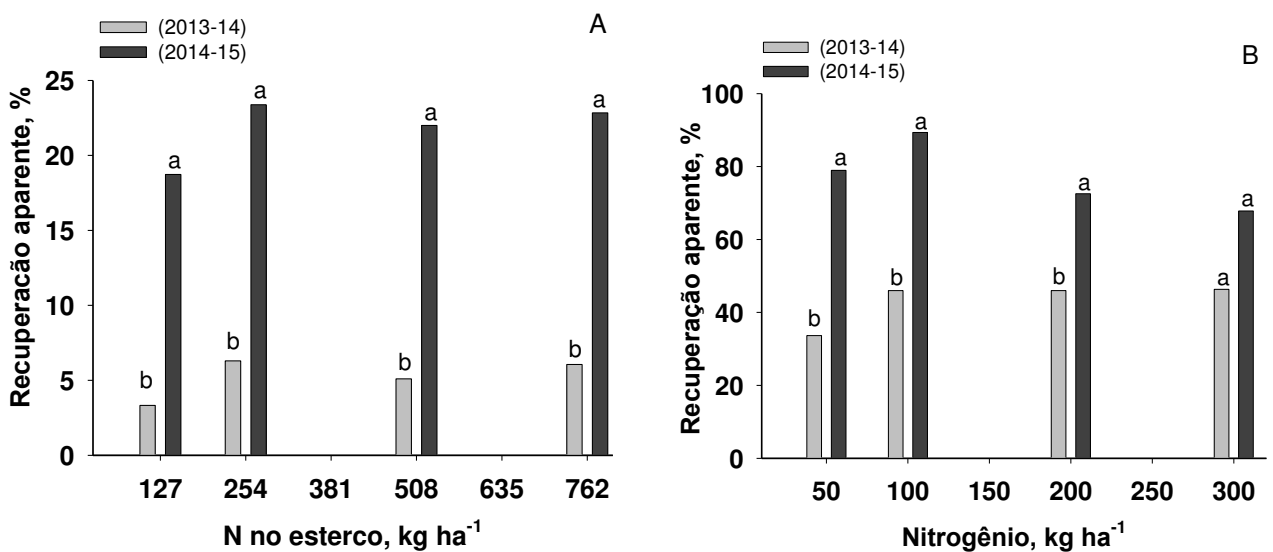 (2013-14)
(2014-15)
A
Recuperacão aparente, %
25
20
15
10
5
0
b
a
b
a
b
a
b
a
127 254 381 508 635 762
N no esterco, kg ha⁻¹
(2013-14)
(2014-15)
B
Recuperação aparente, %
100
80
60
40
20
0
b
a
b
a
b
a
a
a
50 100 150 200 250 300
Nitrogênio, kg ha⁻¹